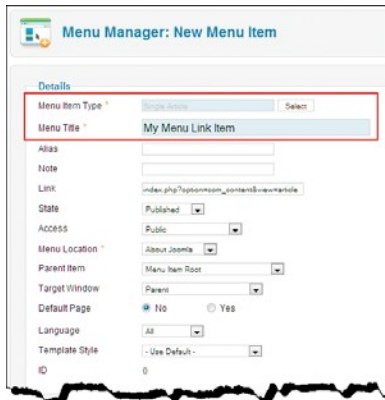 Menu Manager: New Menu Item
Details
Menu Item Type * Single Article Select
Menu Title * My Menu Link Item
Alias
Note
Link index.php?option=com_content&view=article
State Published
Access Public
Menu Location * About Joomla
Parent Item Menu Item Root
Target Window Parent
Default Page No Yes
Language All
Template Style - Use Default -
ID 0